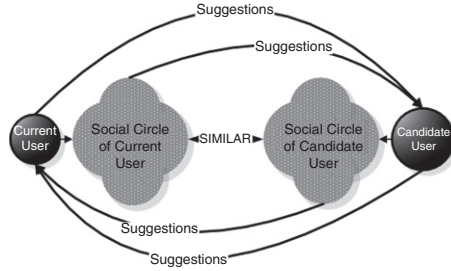 Suggestions
Suggestions
Current
User
Social Circle
of Current
User
SIMILAR
Social Circle
of Candidate
User
Candidate
User
Suggestions
Suggestions